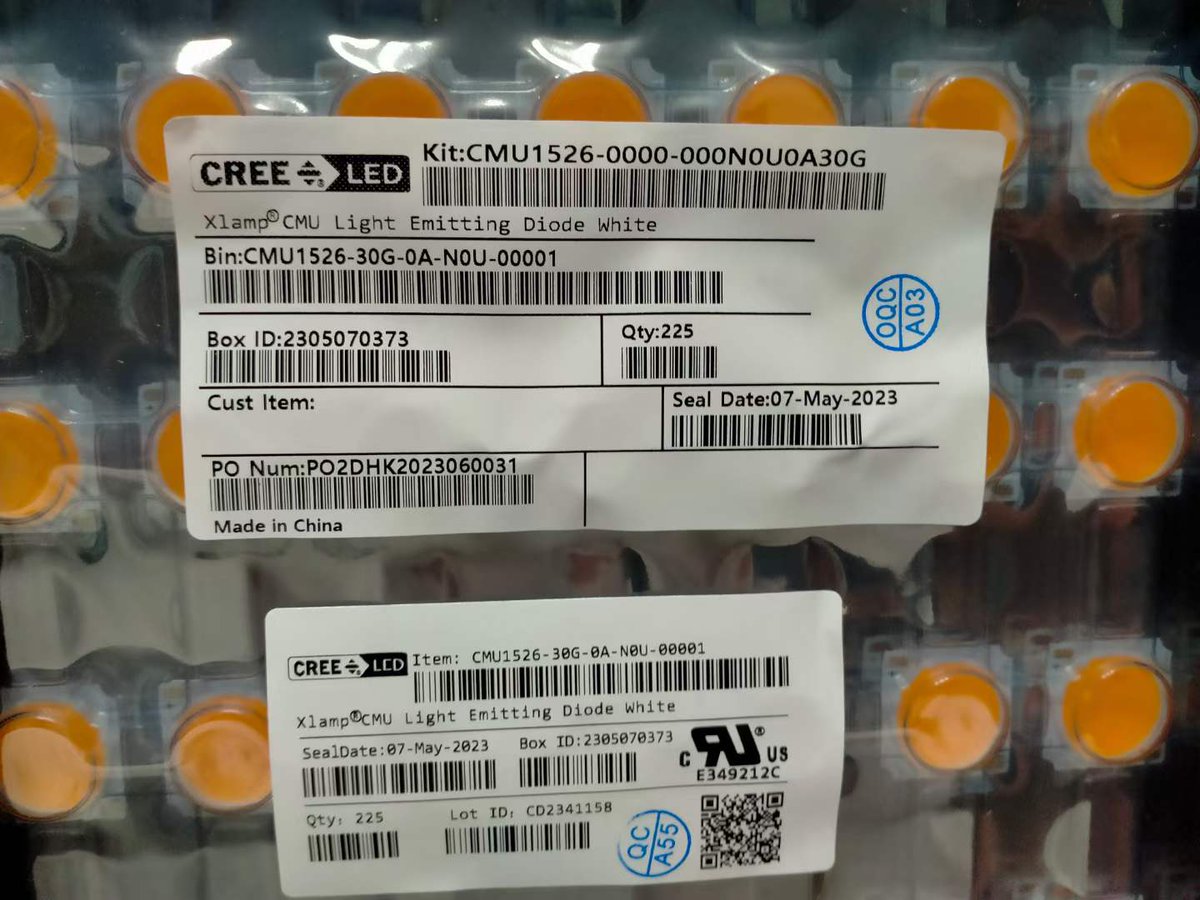 CREE LED
Kit:CMU1526-0000-000N0U0A30G
Xlamp® CMU Light Emitting Diode White
Bin:CMU1526-30G-0A-N0U-00001
Box ID:2305070373
Qty:225
OQC
A03
Cust Item:
Seal Date:07-May-2023
PO Num:PO2DHK2023060031
Made in China
CREE LED
Item: CMU1526-30G-0A-N0U-00001
Xlamp®CMU Light Emitting Diode White
SealDate:07-May-2023
Box ID:2305070373
C RU ® US
E349212C
Qty: 225
Lot ID: CD2341158
QC
A55